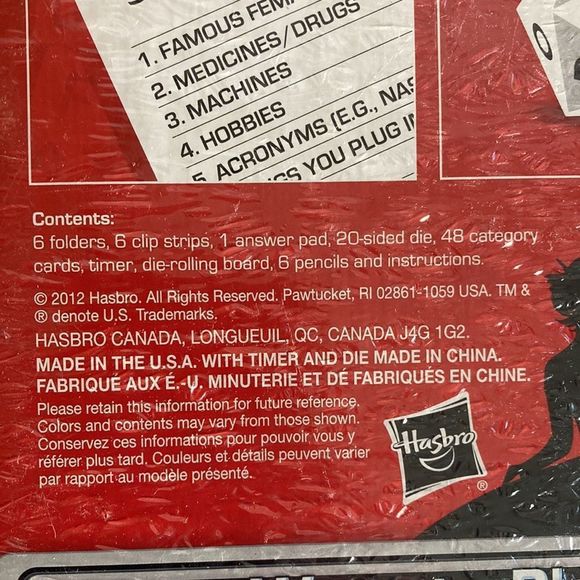 1. FAMOUS
2. MEDICINES/DRUGS
3. MACHINES
4. HOBBIES
5. ACRONYMS (E.G.,
YOU PLUG
Contents:
6 folders, 6 clip strips, 1 answer pad, 20-sided die, 48 category
cards, timer, die-rolling board, 6 pencils and instructions.
© 2012 Hasbro. All Rights Reserved. Pawtucket, RI 02861-1059 USA. TM &
® denote U.S. Trademarks.
HASBRO CANADA, LONGUEUIL, QC, CANADA J4G 1G2.
MADE IN THE U.S.A. WITH TIMER AND DIE MADE IN CHINA.
FABRIQUÉ AUX É.-U. MINUTERIE ET DÉ FABRIQUÉS EN CHINE.
Please retain this information for future reference.
Colors and contents may vary from those shown.
Conservez ces informations pour pouvoir vous y
référer plus tard. Couleurs et détails peuvent varier
par rapport au modèle présenté.
Hasbro
®